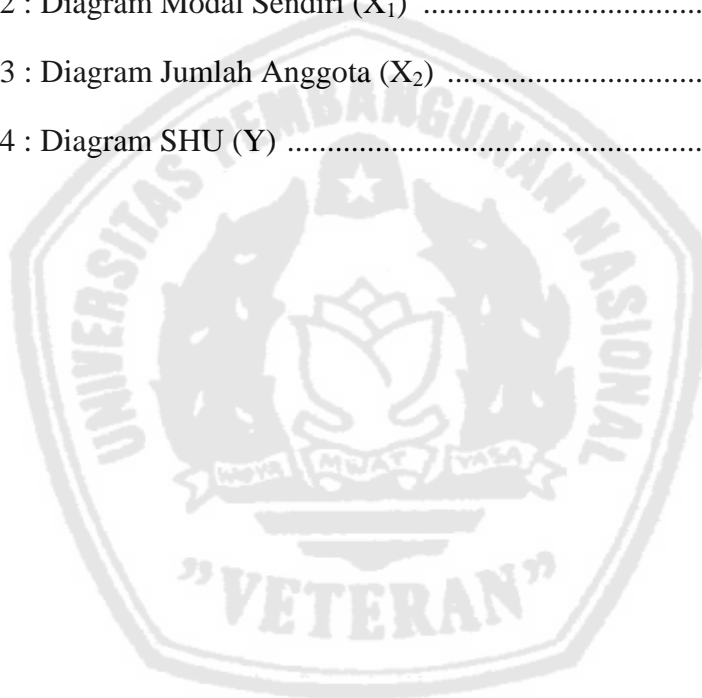 2 : Diagram Modal Sendiri (X₁) ...................................
3 : Diagram Jumlah Anggota (X₂) ................................
4 : Diagram SHU (Y) ....................................................
UNIVERSITAS PEMBANGUNAN NASIONAL
WIDYA MWAT YASA
"VETERAN"